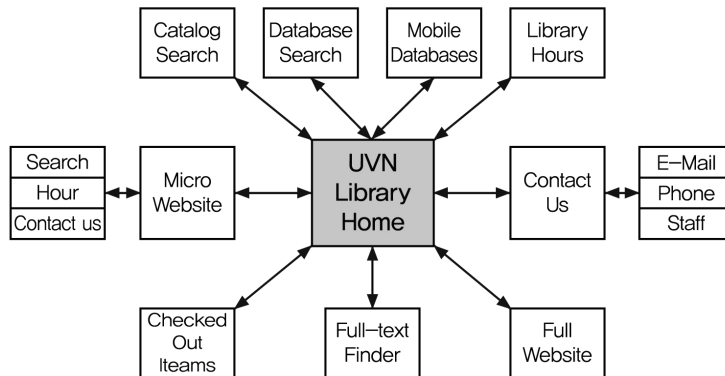 Catalog
Search
Database
Search
Mobile
Databases
Library
Hours
Search
Hour
Contact us
Micro
Website
UVN
Library
Home
Contact
Us
E-Mail
Phone
Staff
Checked
Out
Iteams
Full-text
Finder
Full
Website